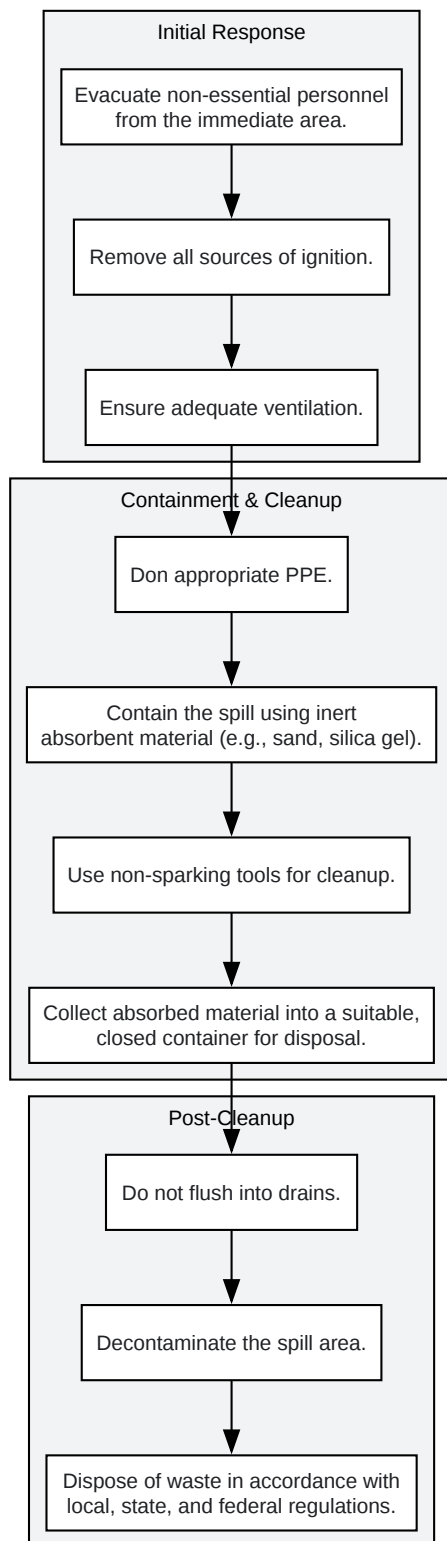 Initial Response
Evacuate non-essential personnel
from the immediate area.
Remove all sources of ignition.
Ensure adequate ventilation.
Containment & Cleanup
Don appropriate PPE.
Contain the spill using inert
absorbent material (e.g., sand, silica gel).
Use non-sparking tools for cleanup.
Collect absorbed material into a suitable,
closed container for disposal.
Post-Cleanup
Do not flush into drains.
Decontaminate the spill area.
Dispose of waste in accordance with
local, state, and federal regulations.